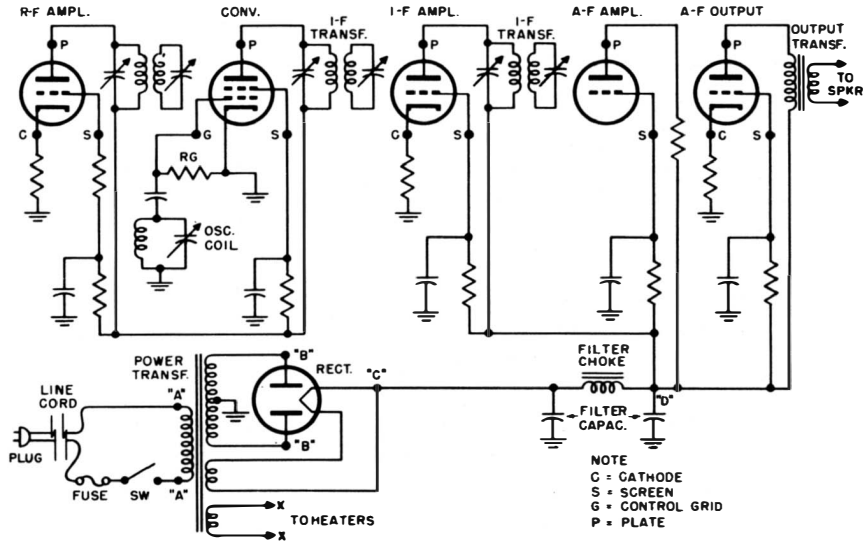 R-F AMPL.
CONV.
I-F
TRANSF.
I-F AMPL.
I-F
TRANSF.
A-F AMPL.
A-F OUTPUT
OUTPUT
TRANSF.
TO
SPKR
P
P
P
P
P
C
S
G
S
C
S
S
C
S
RG
OSC.
COIL
POWER
TRANSF.
"B"
RECT.
"C"
FILTER
CHOKE
LINE
CORD
"A"
"D"
FILTER
CAPAC.
PLUG
"B"
FUSE
SW
"A"
X
TO HEATERS
X
NOTE
C = CATHODE
S = SCREEN
G = CONTROL GRID
P = PLATE